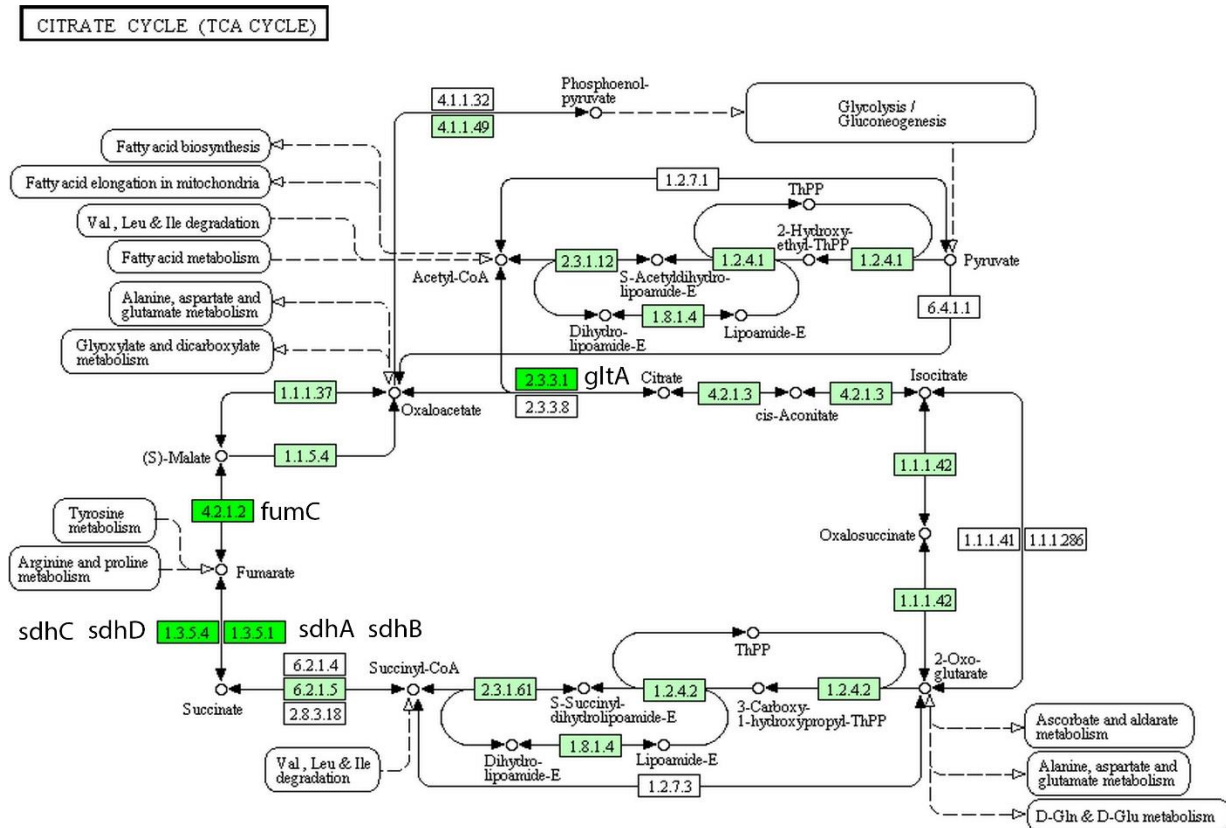 CITRATE CYCLE (TCA CYCLE)
Phosphoenol-
pyruvate
4.1.1.32
4.1.1.49
Glycolysis /
Gluconeogenesis
Fatty acid biosynthesis
Fatty acid elongation in mitochondria
Val , Leu & Ile degradation
Fatty acid metabolism
Alanine, aspartate and
glutamate metabolism
Glyoxylate and dicarboxylate
metabolism
1.2.7.1
ThPP
2-Hydroxy-
ethyl-ThPP
Acetyl-CoA
2.3.1.12
1.2.4.1
1.2.4.1
Pyruvate
S-Acetyldihydro-
lipoamide-E
1.8.1.4
Dihydro-
lipoamide-E
Lipoamide-E
6.4.1.1
1.1.1.37
Oxaloacetate
2.3.3.1 gltA
2.3.3.8
Citrate
4.2.1.3
cis-Aconitate
4.2.1.3
Isocitrate
(S)-Malate
1.1.5.4
1.1.1.42
4.2.1.2 fumC
Tyrosine
metabolism
Arginine and proline
metabolism
Fumarate
Oxalosuccinate
1.1.1.41
1.1.1.286
1.1.1.42
sdhC sdhD 1.3.5.4 1.3.5.1 sdhA sdhB
ThPP
6.2.1.4
6.2.1.5
2.8.3.18
Succinate
Succinyl-CoA
2.3.1.61
S-Succinyl-
dihydrolipoamide-E
1.2.4.2
3-Carboxy-
1-hydroxypropyl-ThPP
1.2.4.2
2-Oxo-
glutarate
1.8.1.4
Dihydro-
lipoamide-E
Lipoamide-E
Val , Leu & Ile
degradation
1.2.7.3
Ascorbate and aldarate
metabolism
Alanine, aspartate and
glutamate metabolism
D-Gln & D-Glu metabolism